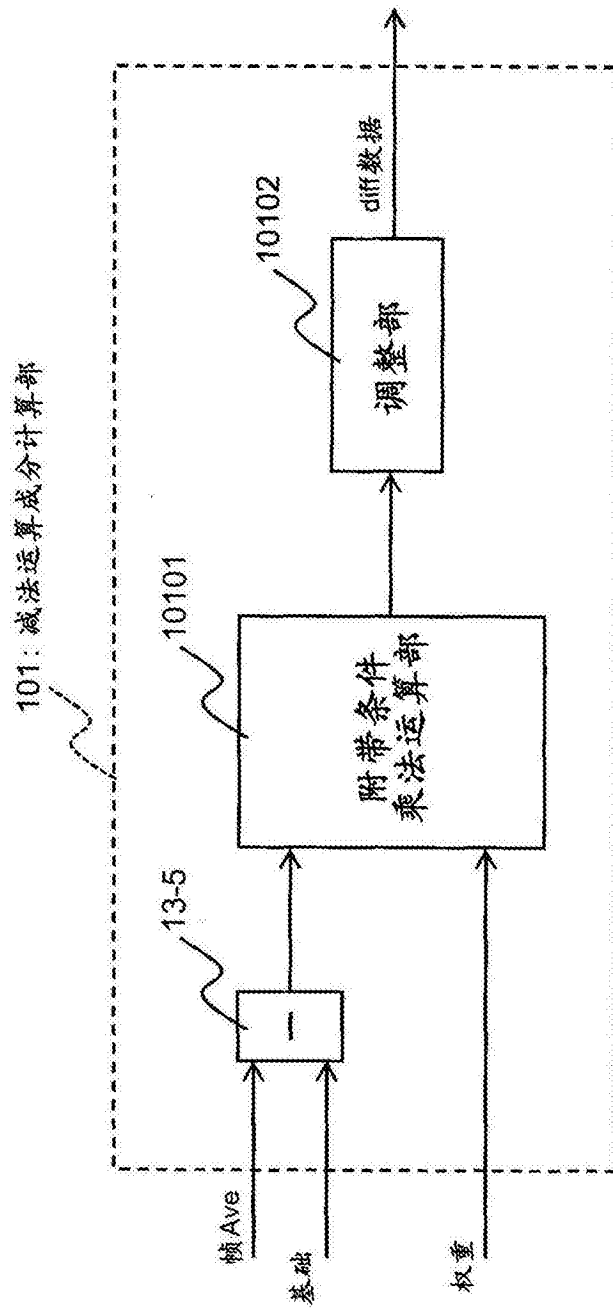 101：减法运算成分计算部
帧Ave
基础
权重
13-5
—
10101
附带条件
乘法运算部
10102
调整部
diff数据